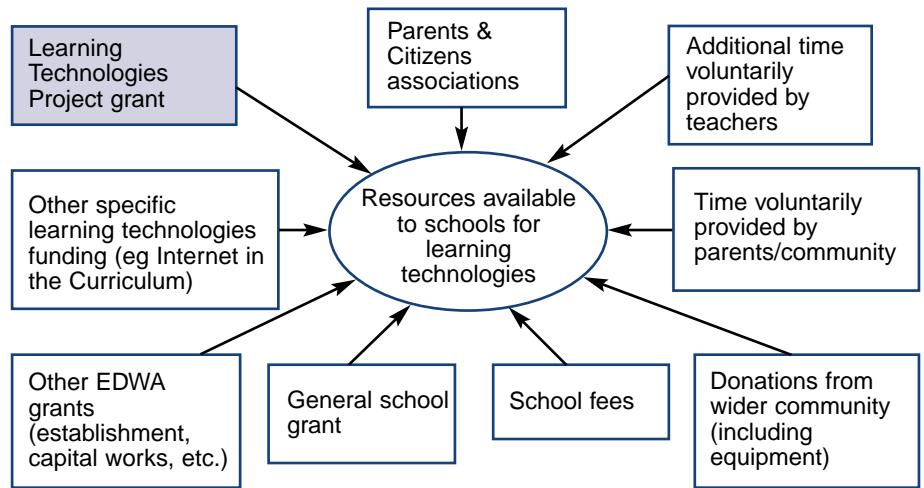 Learning
Technologies
Project grant
Parents &
Citizens
associations
Additional time
voluntarily
provided by
teachers
Other specific
learning technologies
funding (eg Internet in
the Curriculum)
Resources available
to schools for
learning
technologies
Time voluntarily
provided by
parents/community
Other EDWA
grants
(establishment,
capital works, etc.)
General school
grant
School fees
Donations from
wider community
(including
equipment)